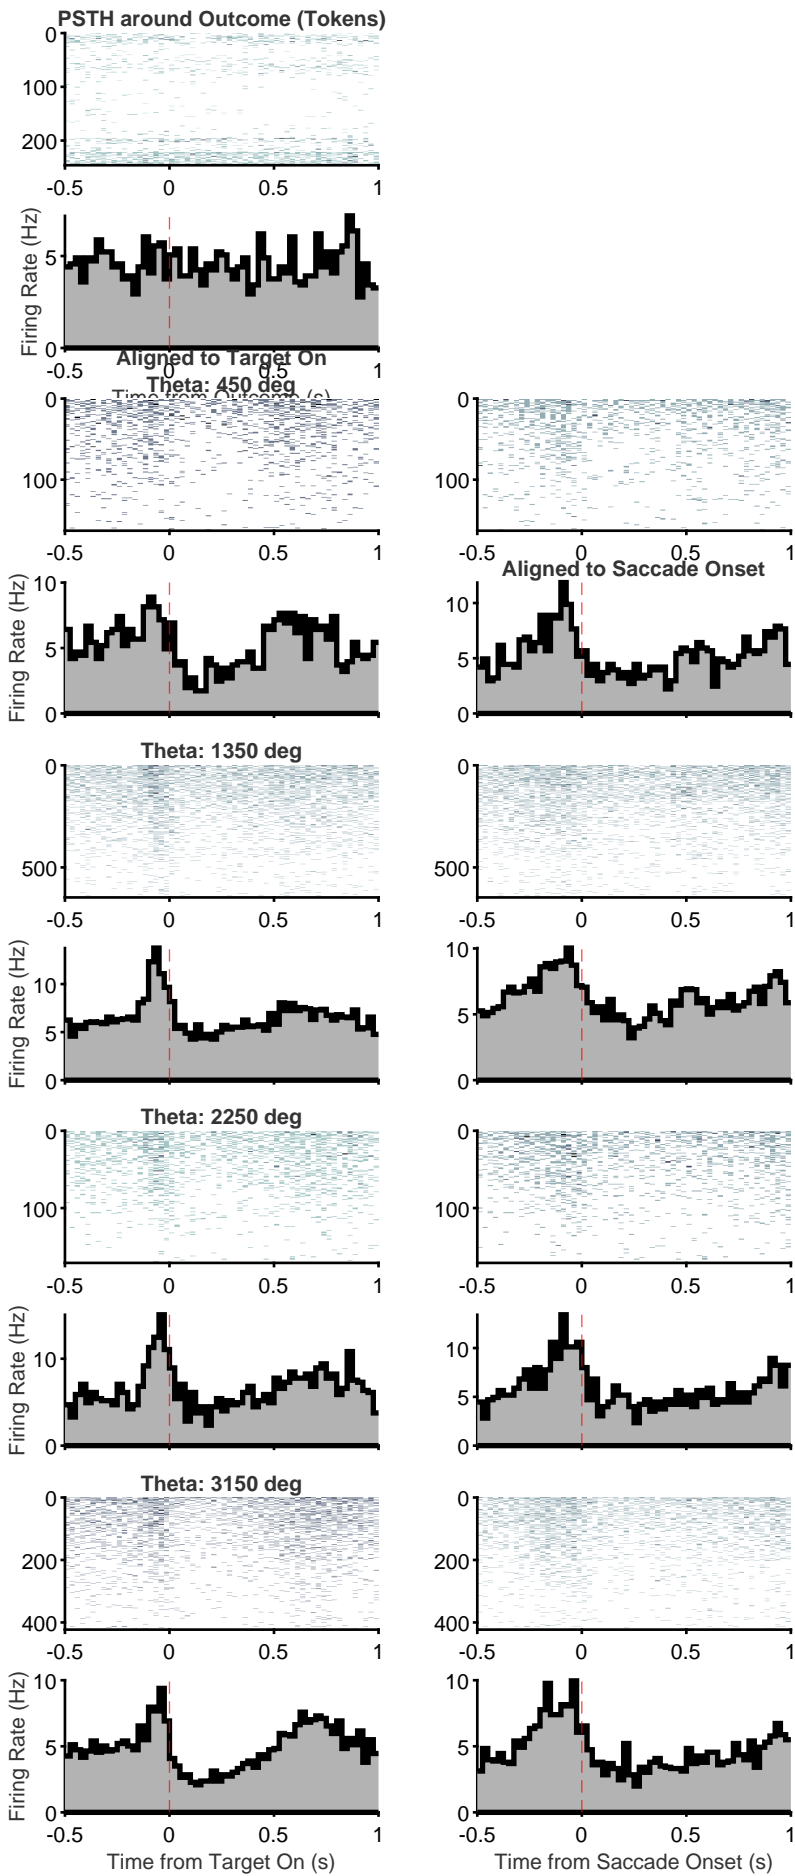 PSTH around Outcome (Tokens)
0
100
200
-0.5 0 0.5 1
Firing Rate (Hz)
5
0
-0.5 0 0.5 1
Time from Outcome (s)
Aligned to Target On
Theta: 450 deg
0
100
-0.5 0 0.5 1
0
100
-0.5 0 0.5 1
Aligned to Saccade Onset
Firing Rate (Hz)
10
5
0
-0.5 0 0.5 1
10
5
0
-0.5 0 0.5 1
Theta: 1350 deg
0
500
-0.5 0 0.5 1
0
500
-0.5 0 0.5 1
Firing Rate (Hz)
10
5
0
-0.5 0 0.5 1
10
5
0
-0.5 0 0.5 1
Theta: 2250 deg
0
100
-0.5 0 0.5 1
0
100
-0.5 0 0.5 1
Firing Rate (Hz)
10
0
-0.5 0 0.5 1
10
5
0
-0.5 0 0.5 1
Theta: 3150 deg
0
200
400
-0.5 0 0.5 1
0
200
400
-0.5 0 0.5 1
Firing Rate (Hz)
10
5
0
-0.5 0 0.5 1
Time from Target On (s)
10
5
0
-0.5 0 0.5 1
Time from Saccade Onset (s)